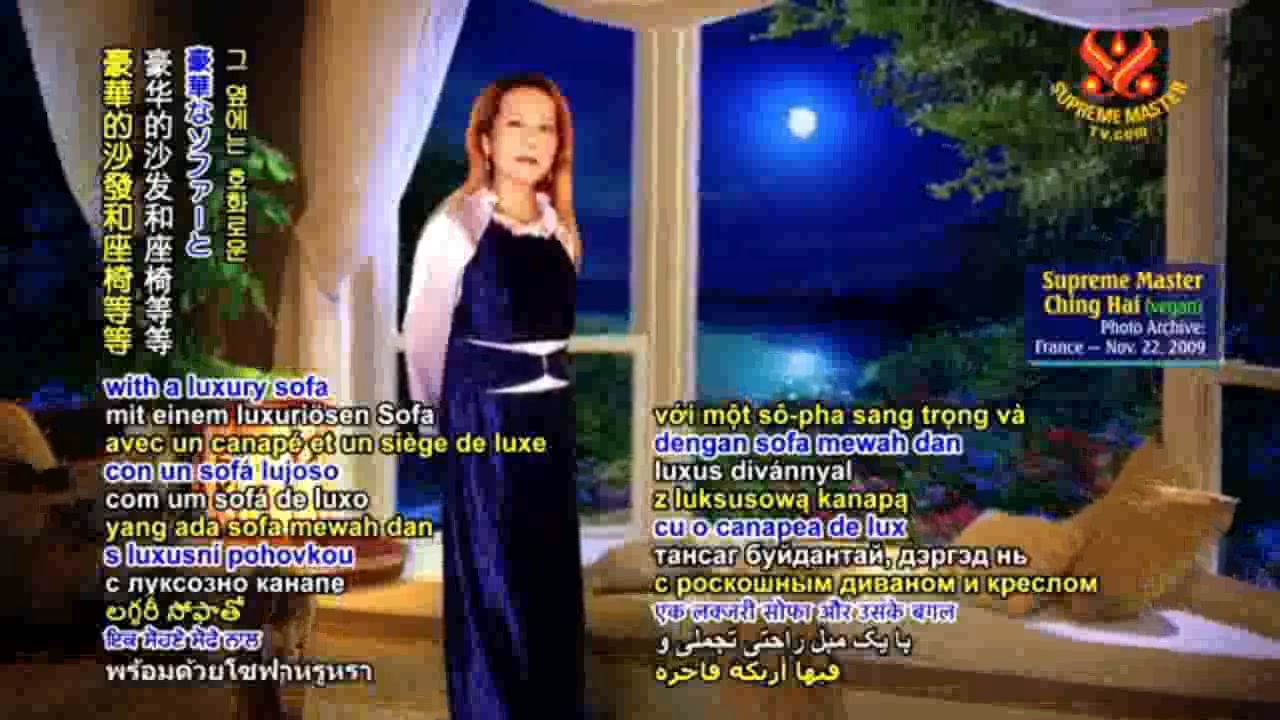 그 옆에는 호화로운
豪華なソファーと
豪华的沙发和座椅等等
豪華的沙發和座椅等等
SUPREME MASTER
TV.com
Supreme Master
Ching Hai (vegan)
Photo Archive:
France — Nov. 22, 2009
with a luxury sofa
mit einem luxuriösen Sofa
avec un canapé et un siège de luxe
con un sofá lujoso
com um sofá de luxo
yang ada sofa mewah dan
s luxusní pohovkou
с луксозно канапе
లగ్జరీ సోఫాతో
ਇਕ ਸੋਹਣੇ ਸੋਫੇ ਨਾਲ
พร้อมด้วยโซฟาหรูหรา
với một sô-pha sang trọng và
dengan sofa mewah dan
luxus dívánnyal
z luksusową kanapą
cu o canapea de lux
тансаг буйдантай, дэргэд нь
с роскошным диваном и креслом
एक लक्जरी सोफा और उसके बगल
با یک مبل راحتی تجملی و
فيها أريكة فاخرة